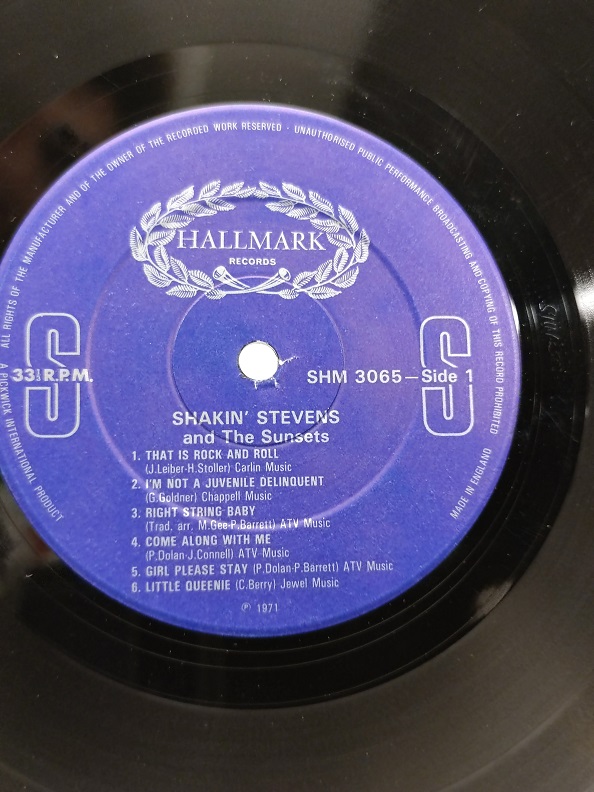 ALL RIGHTS OF THE MANUFACTURER AND OF THE OWNER OF THE RECORDED WORK RESERVED · UNAUTHORISED PUBLIC PERFORMANCE BROADCASTING AND COPYING OF THIS RECORD PROHIBITED
HALLMARK
RECORDS
S S
33⅓ R.P.M.
SHM 3065–Side 1
SHAKIN' STEVENS
and The Sunsets
1. THAT IS ROCK AND ROLL
(J.Leiber-H.Stoller) Carlin Music
2. I'M NOT A JUVENILE DELINQUENT
(G.Goldner) Chappell Music
3. RIGHT STRING BABY
(Trad. arr. M.Gee-P.Barrett) ATV Music
4. COME ALONG WITH ME
(P.Dolan-J.Connell) ATV Music
5. GIRL PLEASE STAY (P.Dolan-P.Barrett) ATV Music
6. LITTLE QUEENIE (C.Berry) Jewel Music
℗ 1971
A PICKWICK INTERNATIONAL PRODUCT
MADE IN ENGLAND